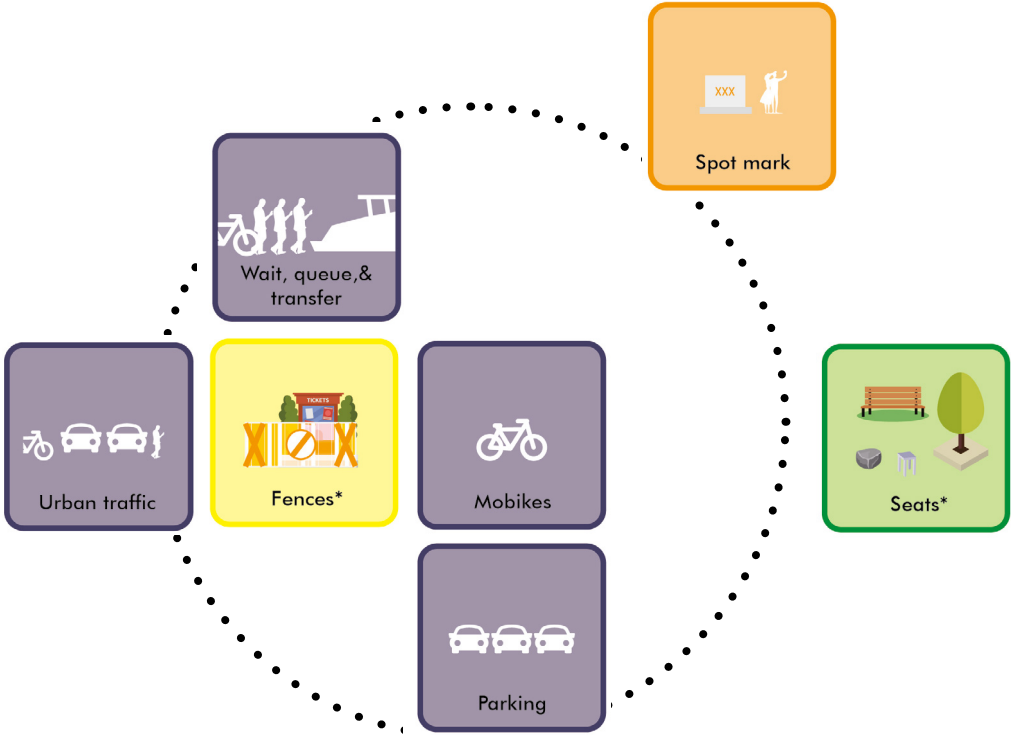 XXX
Spot mark
Wait, queue,&
transfer
Urban traffic
TICKETS
Fences*
Mobikes
Seats*
Parking